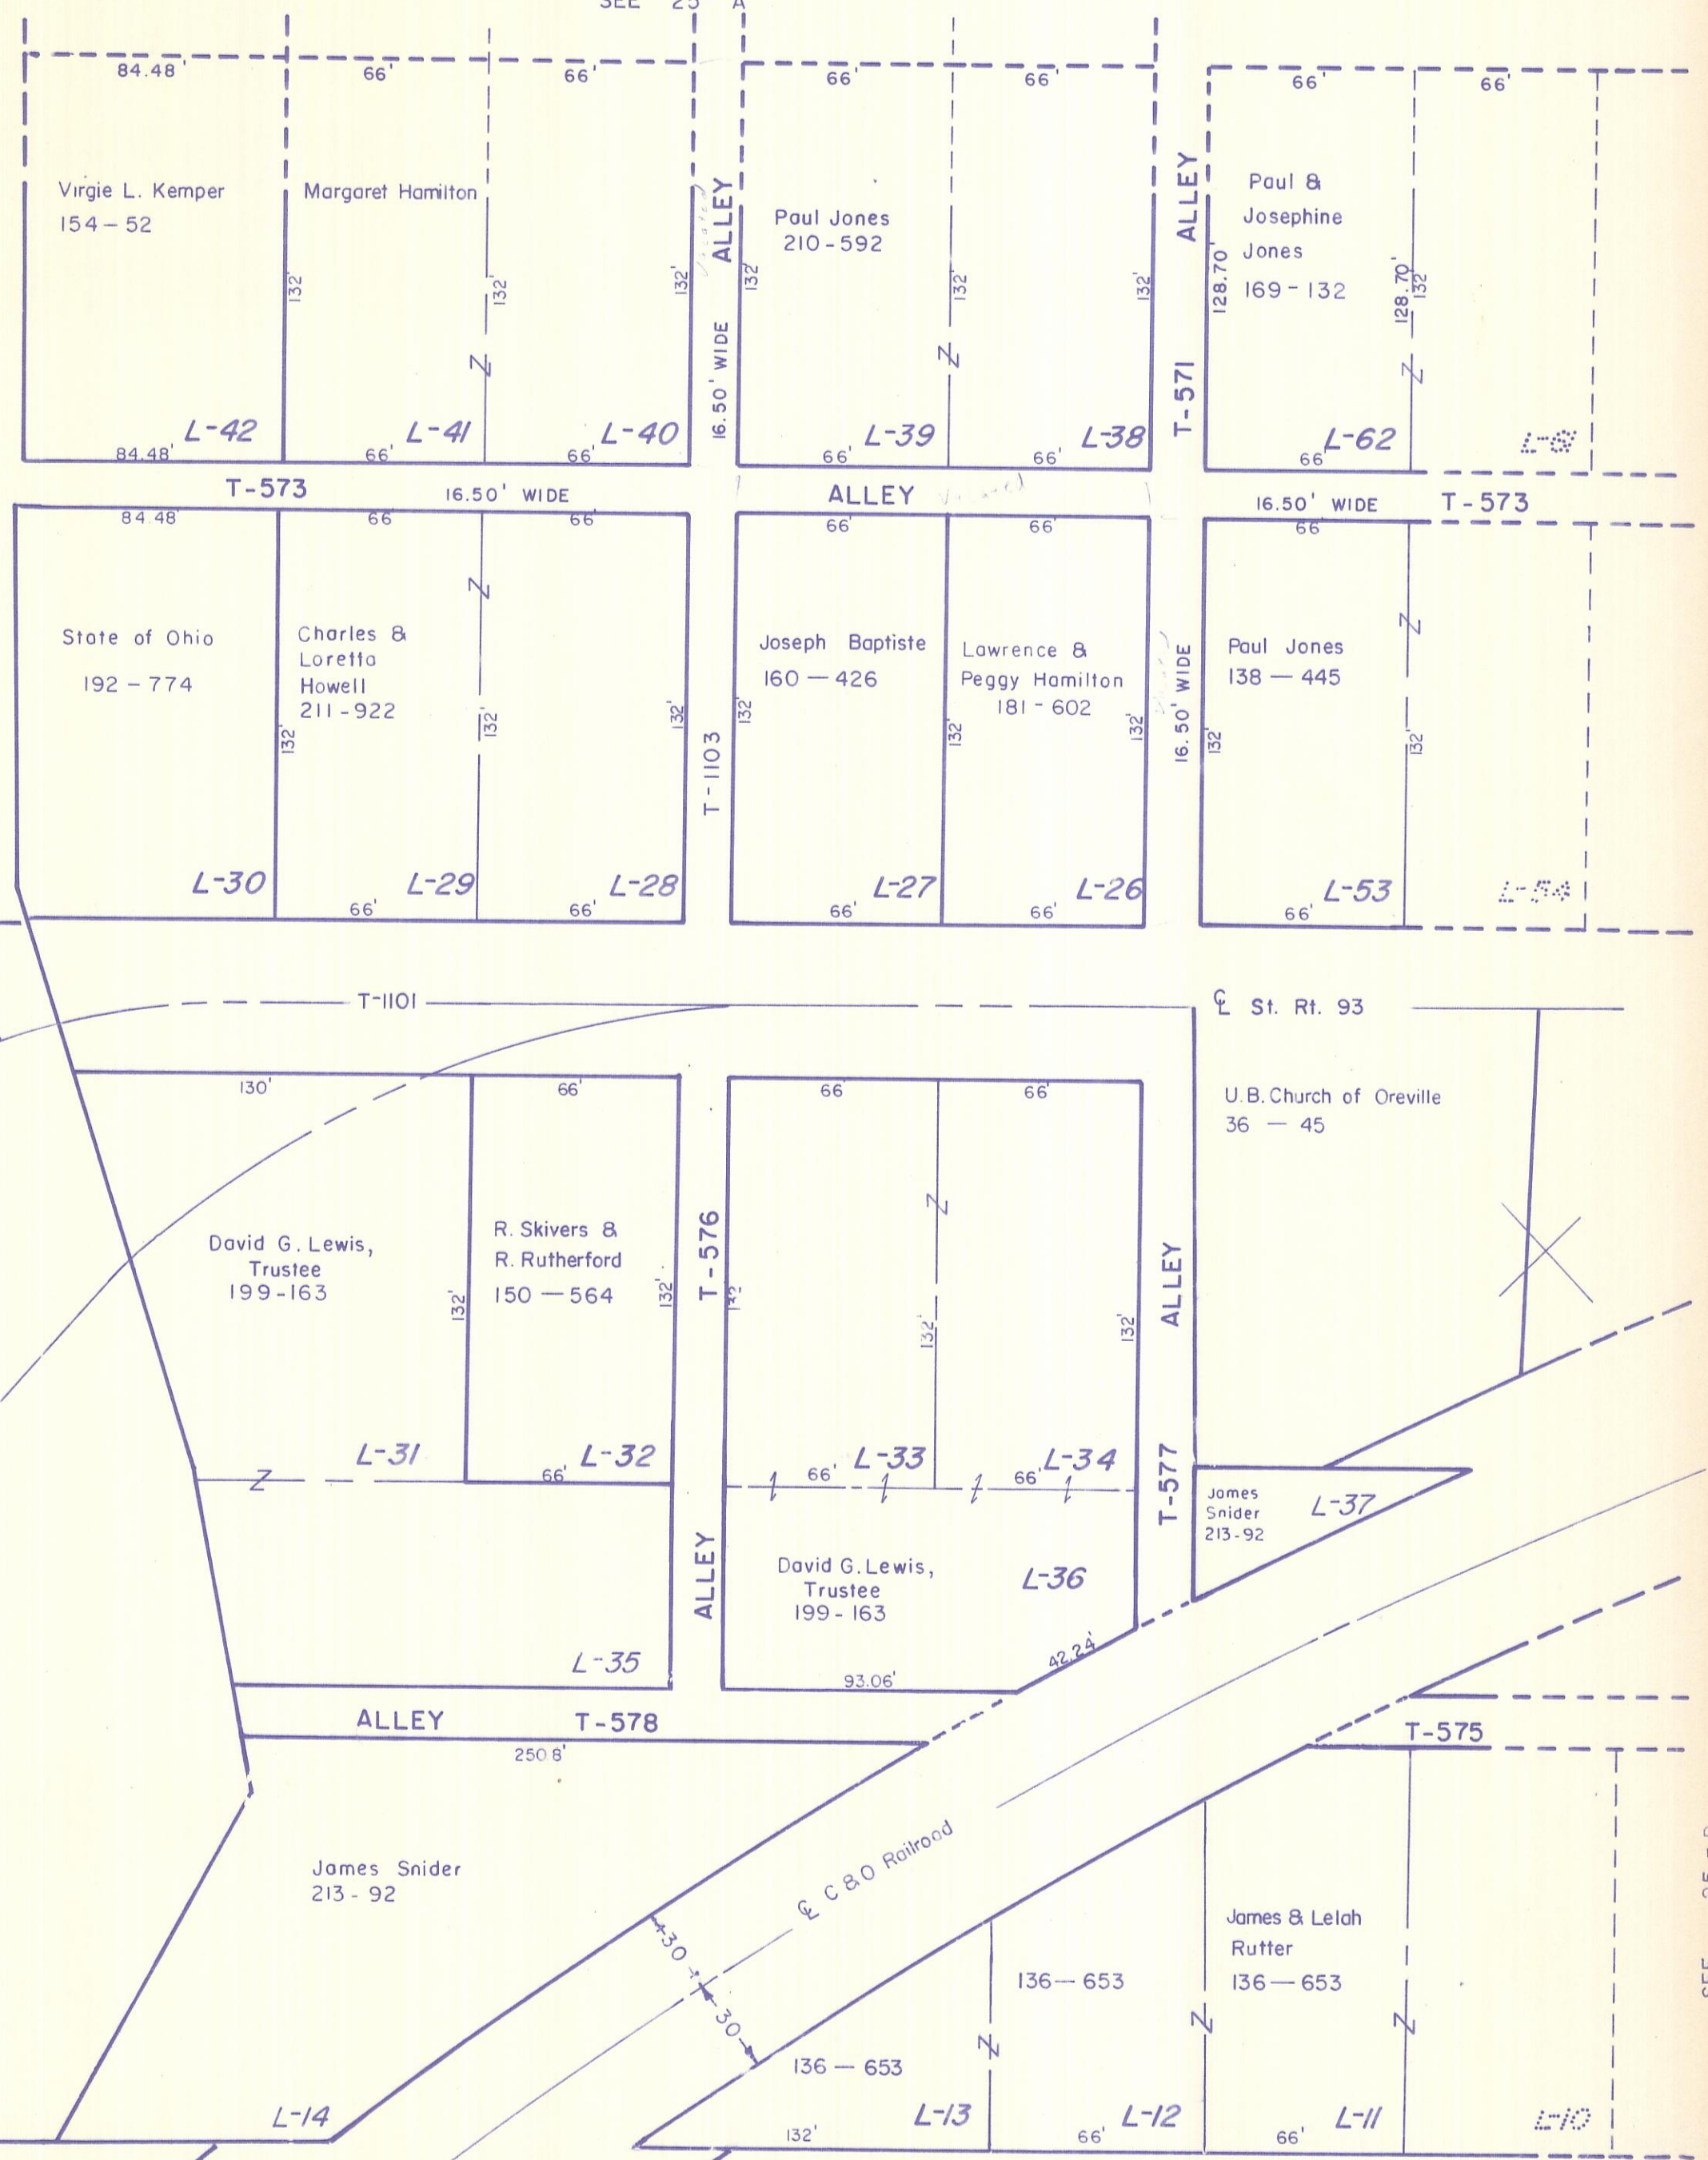 SEE 25 A
84.48'
66'
66'
66'
66'
66'
66'
Virgie L. Kemper
154-52
Margaret Hamilton
Paul Jones
210-592
Paul &
Josephine
Jones
169-132
ALLEY
ALLEY
132'
132'
132'
132'
132'
132'
128.70'
128.70'
132'
16.50' WIDE
T-571
L-42
L-41
L-40
L-39
L-38
L-62
84.48'
66'
66'
66'
66'
66'
T-573
16.50' WIDE
ALLEY
Vacated
16.50' WIDE
T-573
84.48
66'
66'
66'
66'
66'
State of Ohio
192-774
Charles &
Loretta
Howell
211-922
Joseph Baptiste
160-426
Lawrence &
Peggy Hamilton
181-602
Paul Jones
138-445
132'
132'
132'
132'
132'
132'
132'
132'
T-1103
16.50' WIDE
L-30
L-29
L-28
L-27
L-26
L-53
L-54
66'
66'
66'
66'
66'
T-1101
℄ St. Rt. 93
130'
66'
66'
66'
U.B. Church of Oreville
36-45
David G. Lewis,
Trustee
199-163
R. Skivers &
R. Rutherford
150-564
132'
132'
T-576
132'
132'
132'
ALLEY
L-31
L-32
L-33
L-34
66'
66'
66'
T-577
James
Snider
213-92
L-37
ALLEY
David G. Lewis,
Trustee
199-163
L-36
L-35
93.06'
42.24'
ALLEY
T-578
250.8'
T-575
James Snider
213-92
℄ C & O Railroad
30
30
James & Lelah
Rutter
136-653
136-653
136-653
L-14
L-13
L-12
L-11
L-10
132'
66'
66'